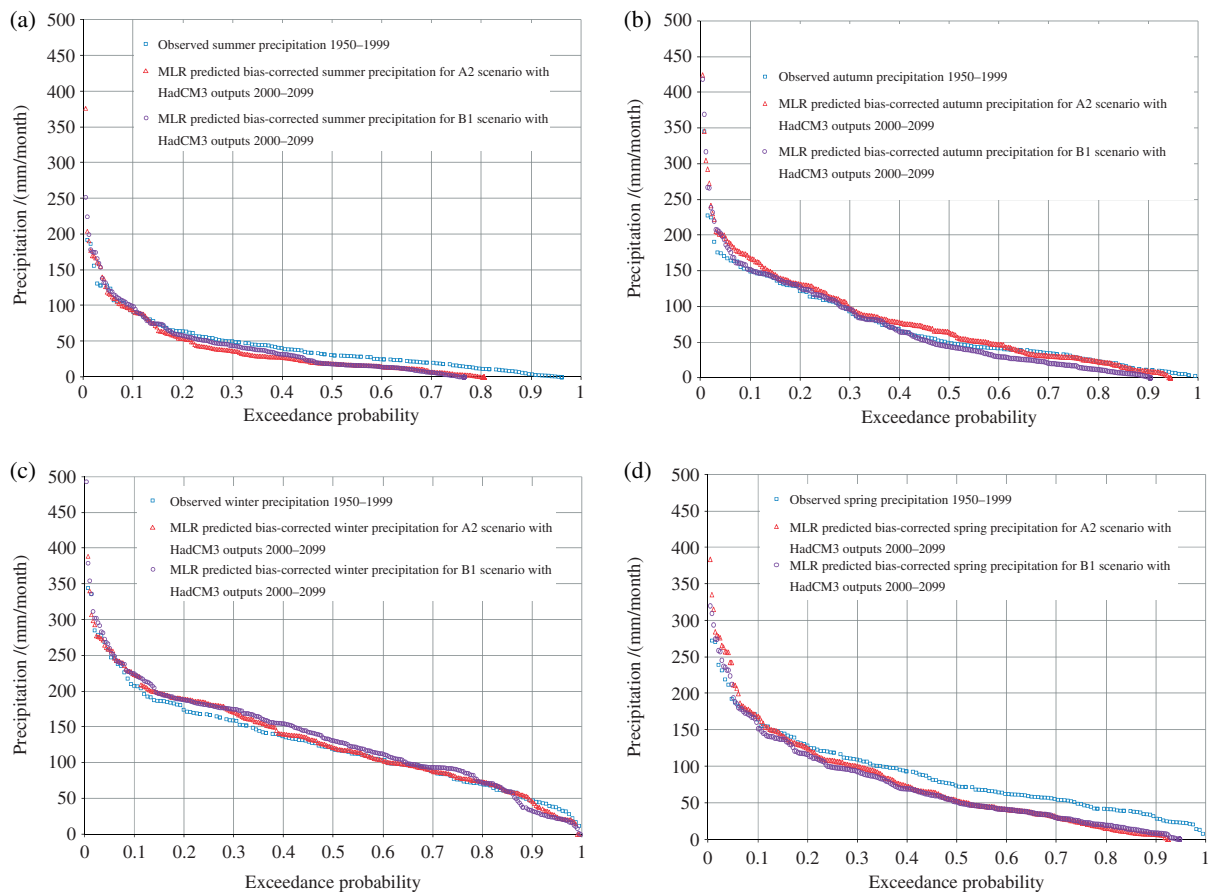 (a)
500
450
400
350
300
250
200
150
100
50
0
Precipitation /(mm/month)
Observed summer precipitation 1950–1999
MLR predicted bias-corrected summer precipitation for A2 scenario with
HadCM3 outputs 2000–2099
MLR predicted bias-corrected summer precipitation for B1 scenario with
HadCM3 outputs 2000–2099
0 0.1 0.2 0.3 0.4 0.5 0.6 0.7 0.8 0.9 1
Exceedance probability
(b)
500
450
400
350
300
250
200
150
100
50
0
Precipitation /(mm/month)
Observed autumn precipitation 1950–1999
MLR predicted bias-corrected autumn precipitation for A2 scenario with
HadCM3 outputs 2000–2099
MLR predicted bias-corrected autumn precipitation for B1 scenario with
HadCM3 outputs 2000–2099
0 0.1 0.2 0.3 0.4 0.5 0.6 0.7 0.8 0.9 1
Exceedance probability
(c)
500
450
400
350
300
250
200
150
100
50
0
Precipitation /(mm/month)
Observed winter precipitation 1950–1999
MLR predicted bias-corrected winter precipitation for A2 scenario with
HadCM3 outputs 2000–2099
MLR predicted bias-corrected winter precipitation for B1 scenario with
HadCM3 outputs 2000–2099
0 0.1 0.2 0.3 0.4 0.5 0.6 0.7 0.8 0.9 1
Exceedance probability
(d)
500
450
400
350
300
250
200
150
100
50
0
Precipitation /(mm/month)
Observed spring precipitation 1950–1999
MLR predicted bias-corrected spring precipitation for A2 scenario with
HadCM3 outputs 2000–2099
MLR predicted bias-corrected spring precipitation for B1 scenario with
HadCM3 outputs 2000–2099
0 0.1 0.2 0.3 0.4 0.5 0.6 0.7 0.8 0.9 1
Exceedance probability